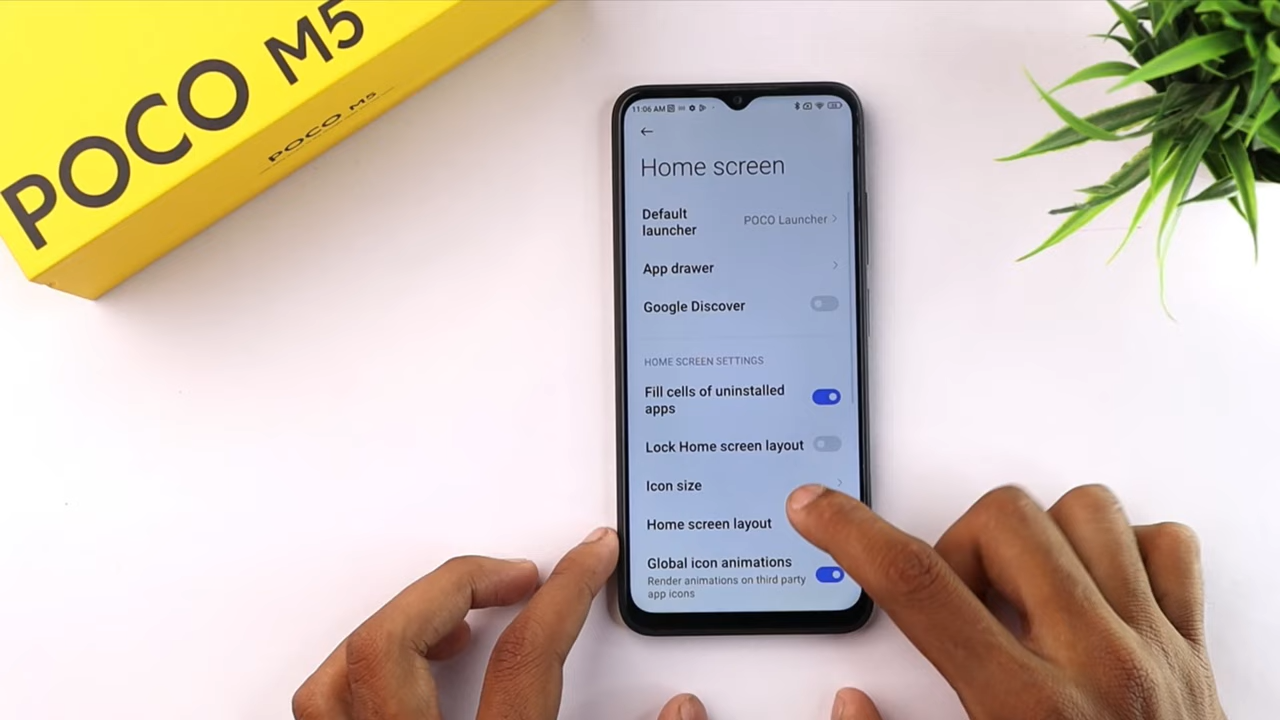 POCO M5
POCO M5
11:06 AM
Home screen
Default
launcher
POCO Launcher
App drawer
Google Discover
HOME SCREEN SETTINGS
Fill cells of uninstalled
apps
Lock Home screen layout
Icon size
Home screen layout
Global icon animations
Render animations on third party
app icons